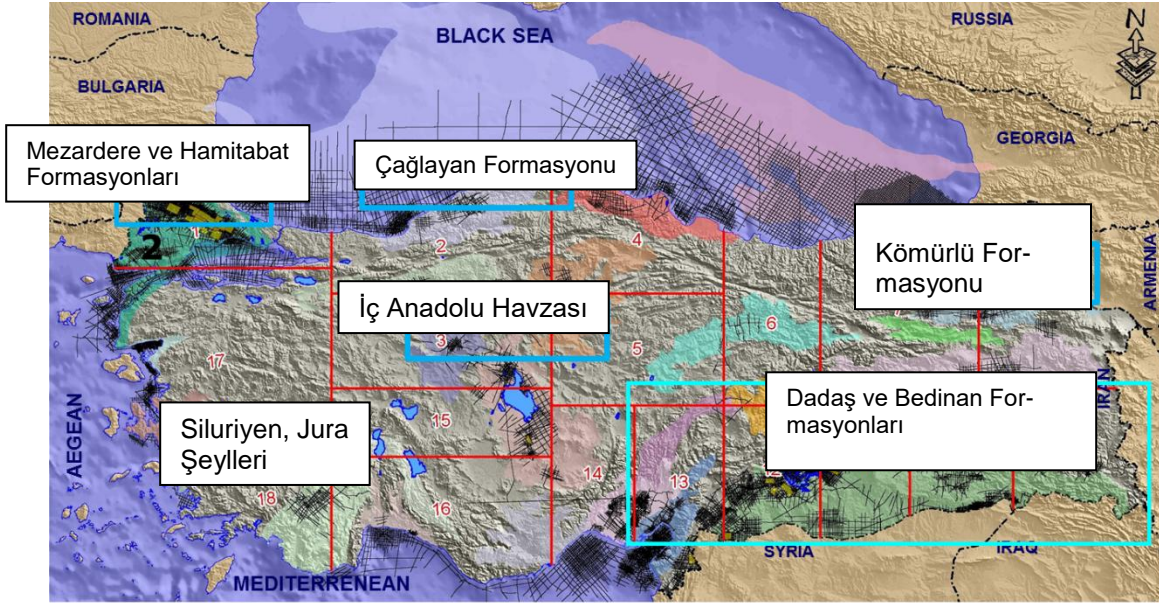 ROMANIA
RUSSIA
N
BLACK SEA
BULGARIA
GEORGIA
Mezardere ve Hamitabat
Formasyonları
Çağlayan Formasyonu
1
2
2
4
Kömürlü For-
masyonu
ARMENIA
İç Anadolu Havzası
3
5
6
7
17
IRAN
Dadaş ve Bedinan For-
masyonları
Siluriyen, Jura
Şeylleri
AEGEAN
15
14
13
12
18
16
SYRIA
IRAQ
MEDITERRENEAN